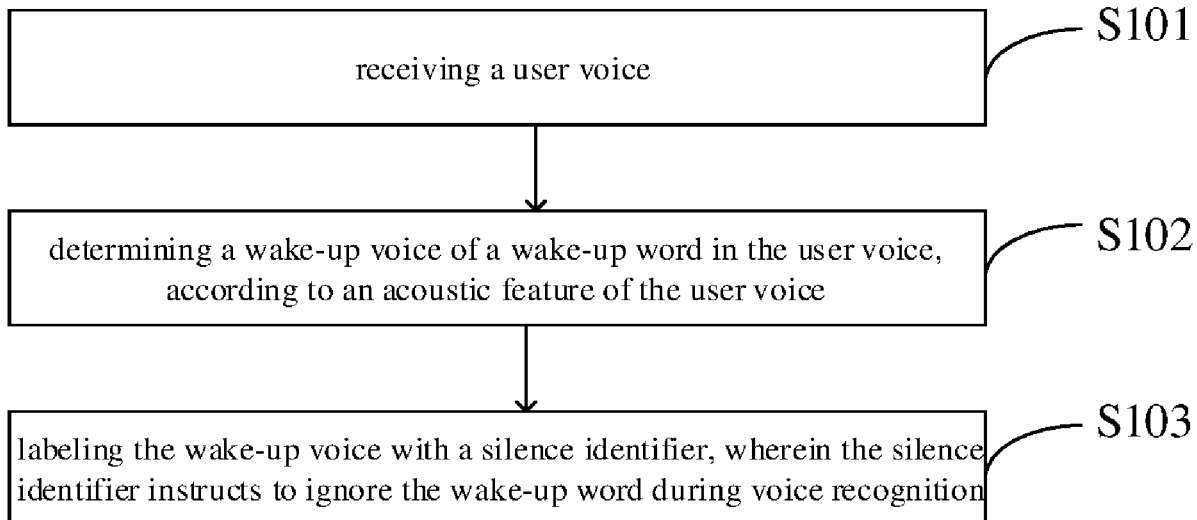 S101
receiving a user voice
S102
determining a wake-up voice of a wake-up word in the user voice,
according to an acoustic feature of the user voice
S103
labeling the wake-up voice with a silence identifier, wherein the silence
identifier instructs to ignore the wake-up word during voice recognition